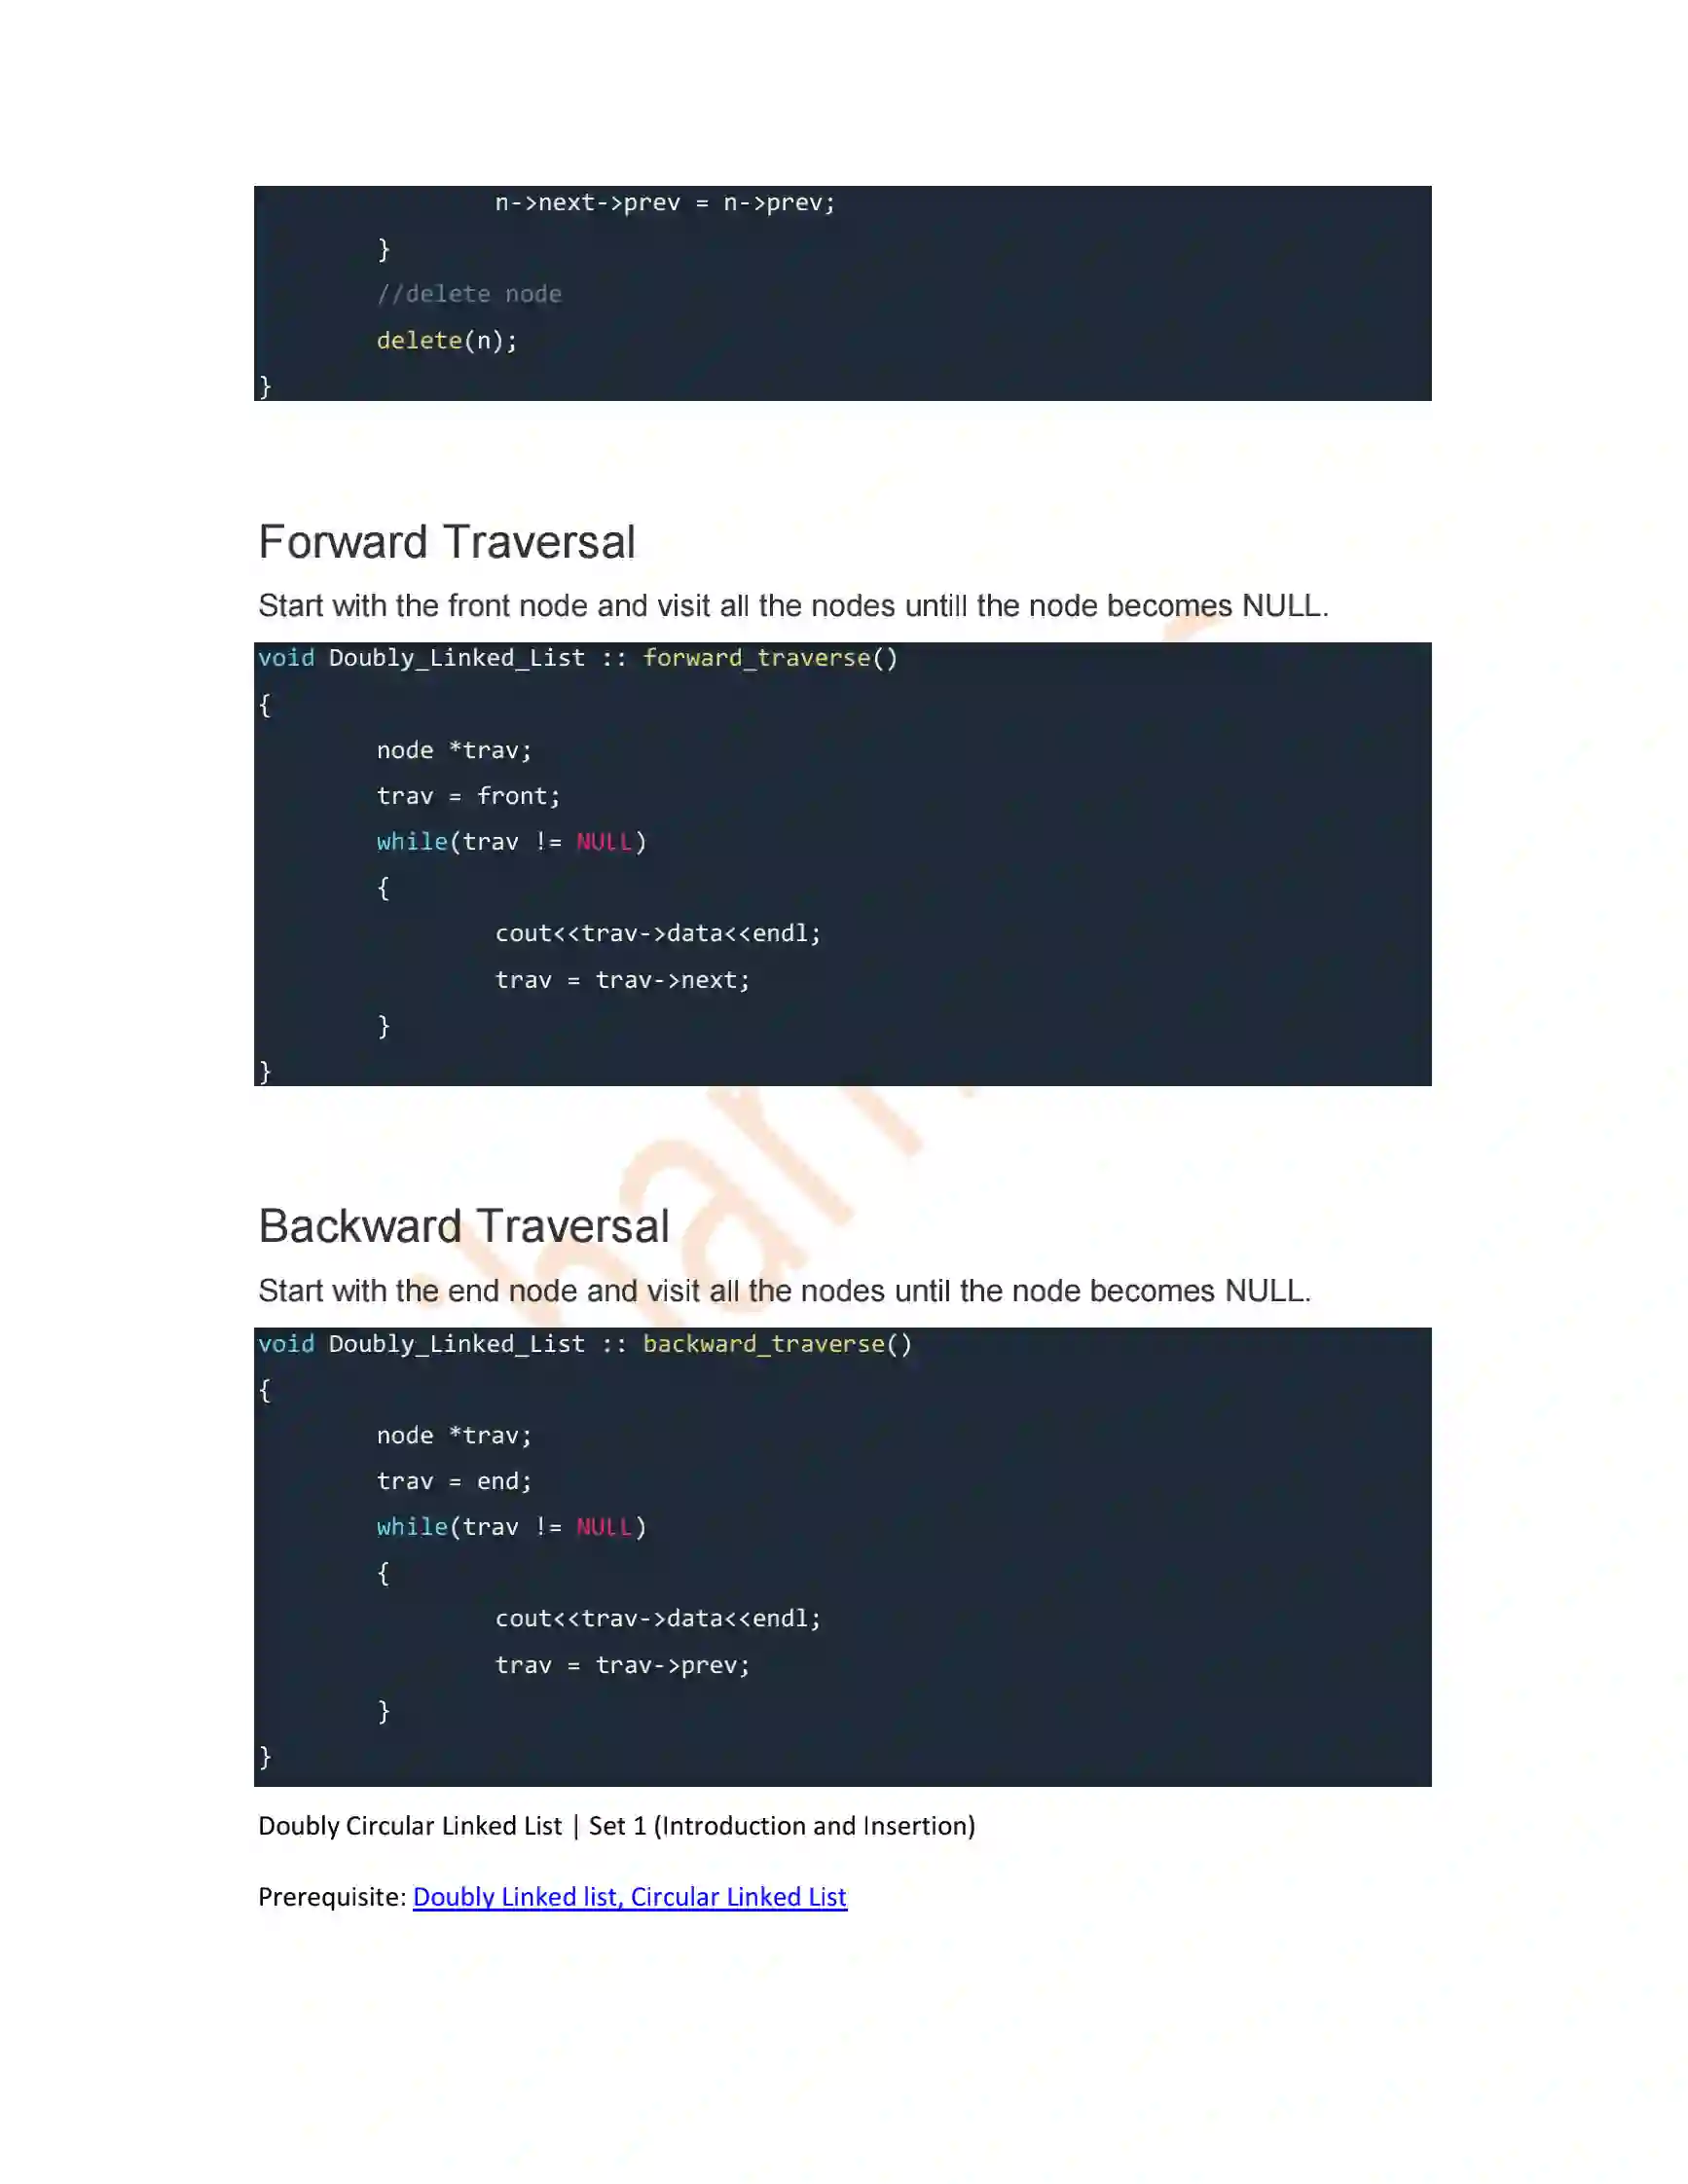 n->next->prev = n->prev;
}
//delete node
delete(n);
}
Forward Traversal
Start with the front node and visit all the nodes untill the node becomes NULL.
void Doubly_Linked_List :: forward_traverse()
{
node *trav;
trav = front;
while(trav != NULL)
{
cout<<trav->data<<endl;
trav = trav->next;
}
}
Backward Traversal
Start with the end node and visit all the nodes until the node becomes NULL.
void Doubly_Linked_List :: backward_traverse()
{
node *trav;
trav = end;
while(trav != NULL)
{
cout<<trav->data<<endl;
trav = trav->prev;
}
}
Doubly Circular Linked List | Set 1 (Introduction and Insertion)
Prerequisite: Doubly Linked list, Circular Linked List